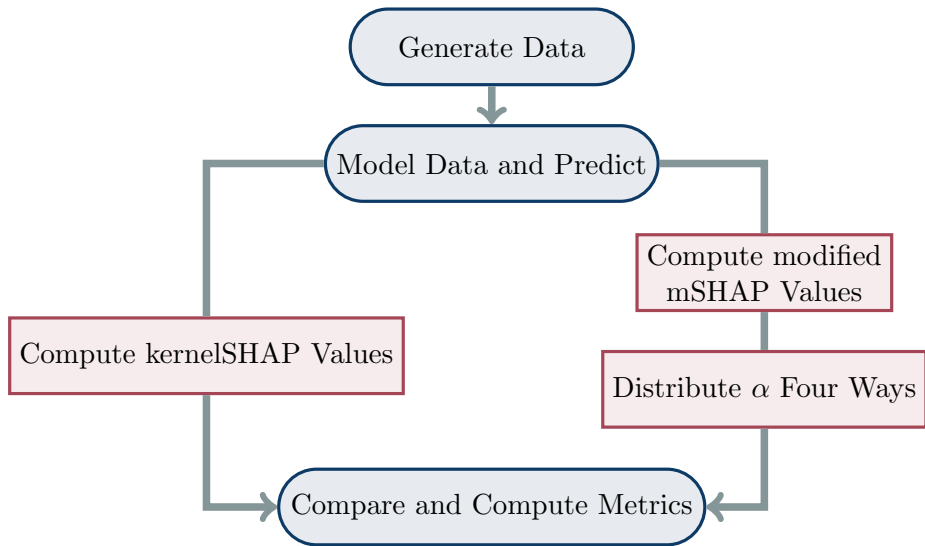 Generate Data
Model Data and Predict
Compute modified
mSHAP Values
Compute kernelSHAP Values
Distribute α Four Ways
Compare and Compute Metrics